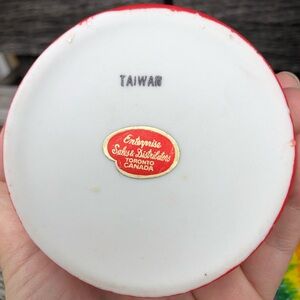 TAIWAN
Enterprise
Sales & Distributors
TORONTO
CANADA